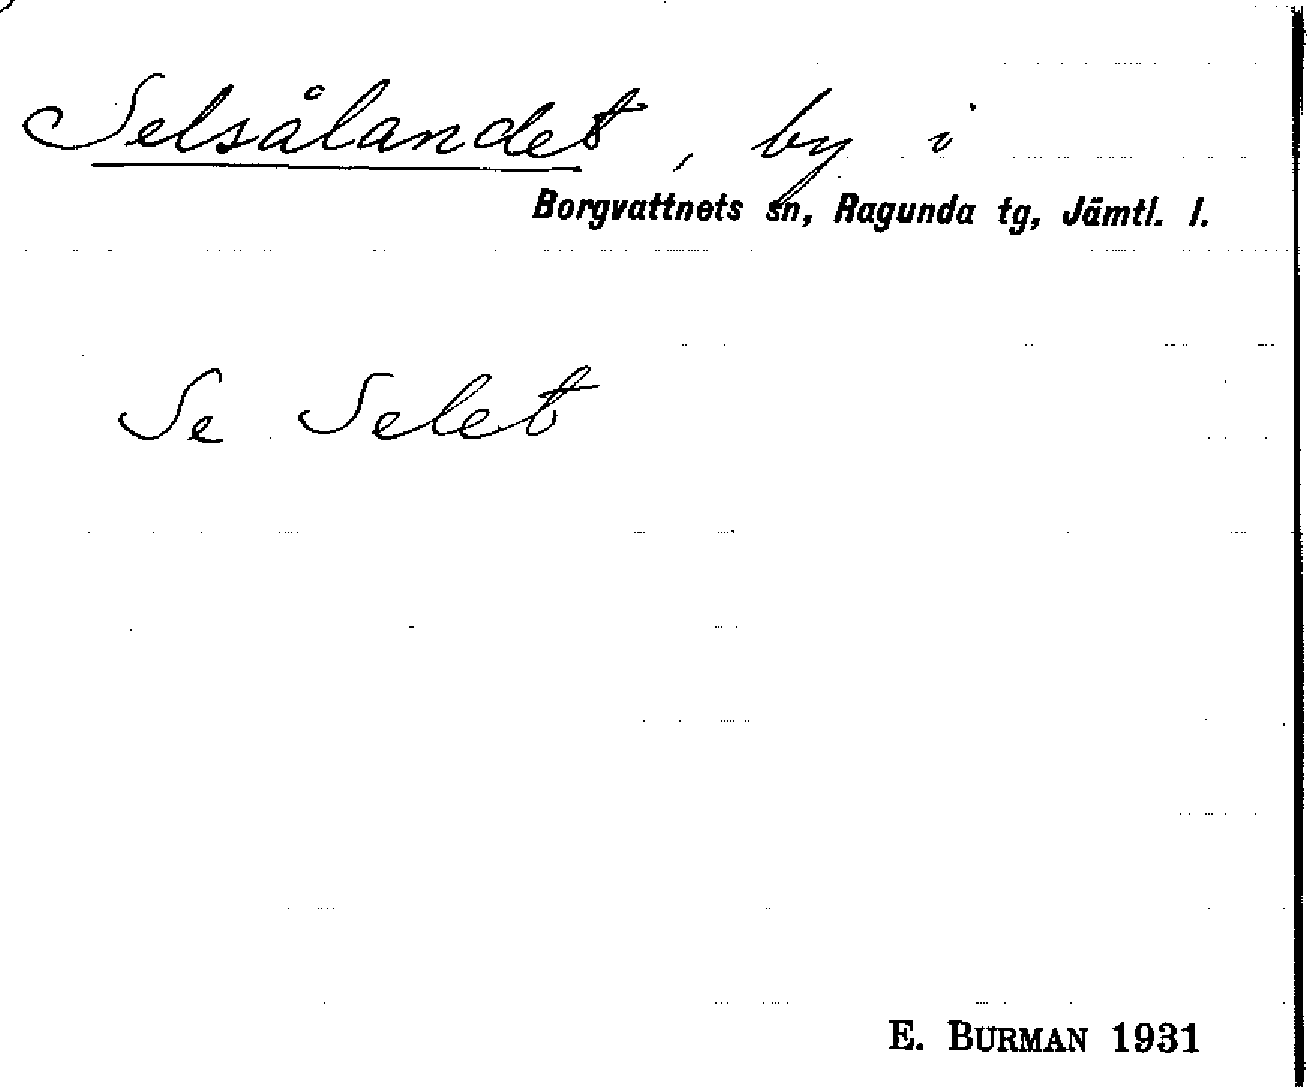 Selsålandet, by i
Borgvattnets sn, Ragunda tg, Jämtl. l.
Se Selet
E. BURMAN 1931